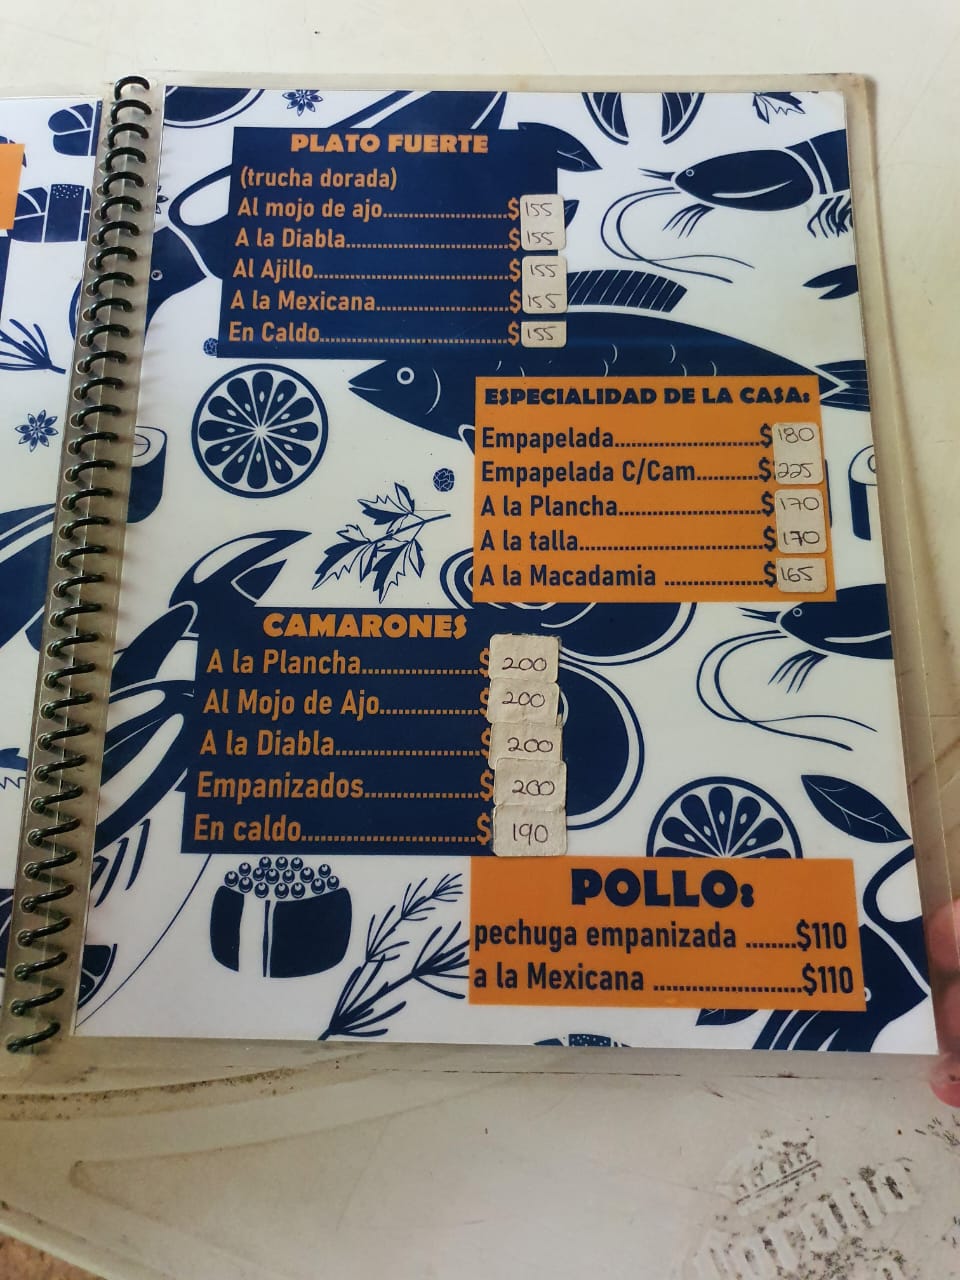 PLATO FUERTE
(trucha dorada)
Al mojo de ajo.......................$155
A la Diabla..............................$155
Al Ajillo....................................$155
A la Mexicana.........................$155
En Caldo...................................$155
ESPECIALIDAD DE LA CASA:
Empapelada..........................$180
Empapelada C/Cam...........$225
A la Plancha.........................$170
A la talla................................$170
A la Macadamia .................$165
CAMARONES
A la Plancha....................$200
Al Mojo de Ajo.................$200
A la Diabla.......................$200
Empanizados...................$200
En caldo............................$190
POLLO:
pechuga empanizada ........$110
a la Mexicana ........................$110
Corona